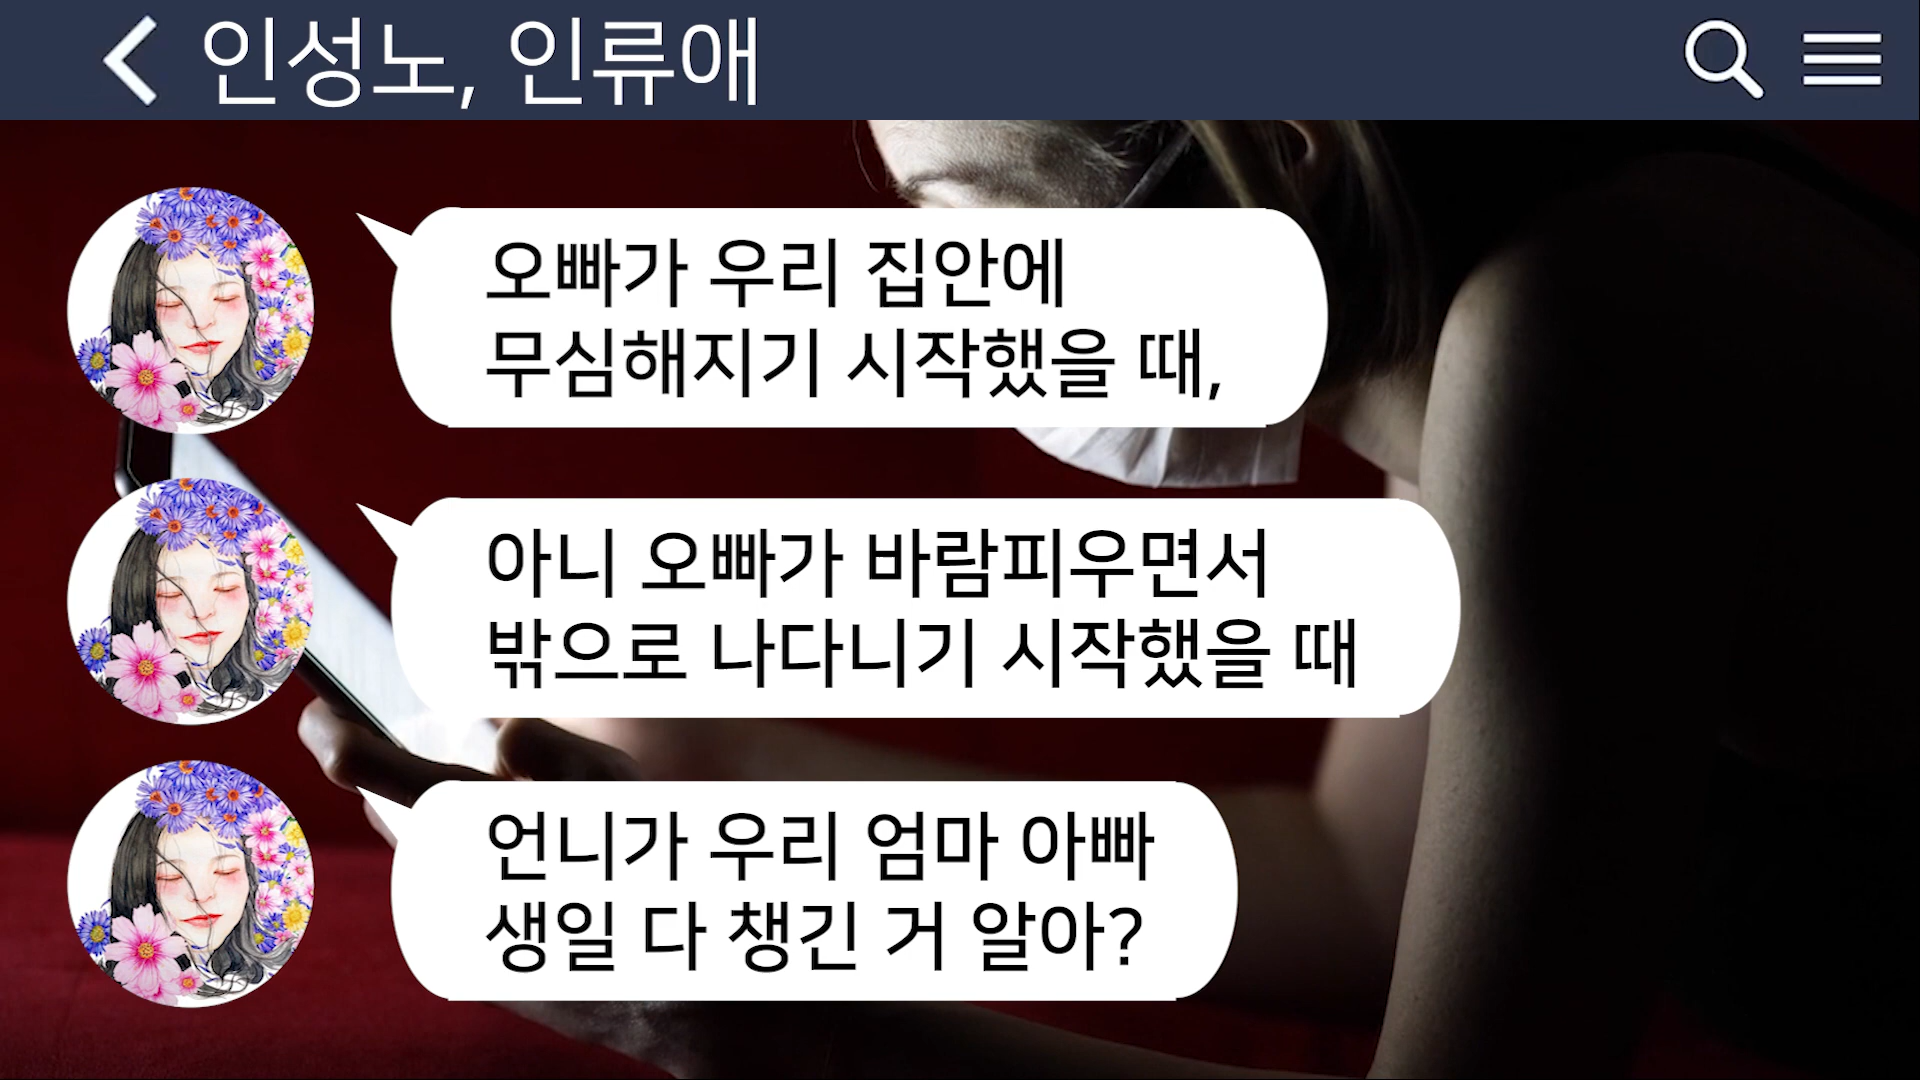 인성노, 인류애
오빠가 우리 집안에
무심해지기 시작했을 때,
아니 오빠가 바람피우면서
밖으로 나다니기 시작했을 때
언니가 우리 엄마 아빠
생일 다 챙긴 거 알아?